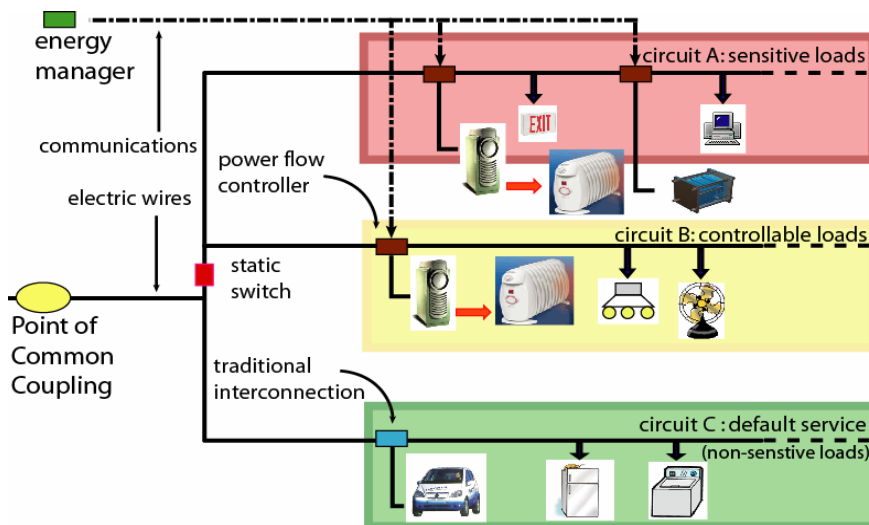 energy
manager
communications
electric wires
Point of
Common
Coupling
power flow
controller
static
switch
traditional
interconnection
circuit A: sensitive loads
EXIT
circuit B: controllable loads
circuit C : default service
(non-senstive loads)